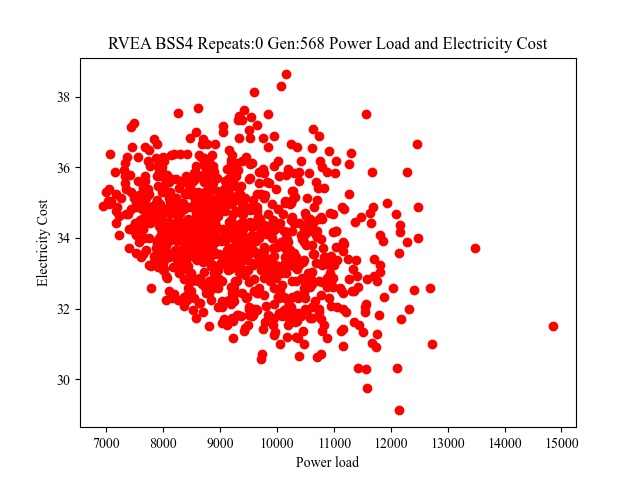 RVEA BSS4 Repeats:0 Gen:568 Power Load and Electricity Cost
Electricity Cost
38
36
34
32
30
7000 8000 9000 10000 11000 12000 13000 14000 15000
Power load